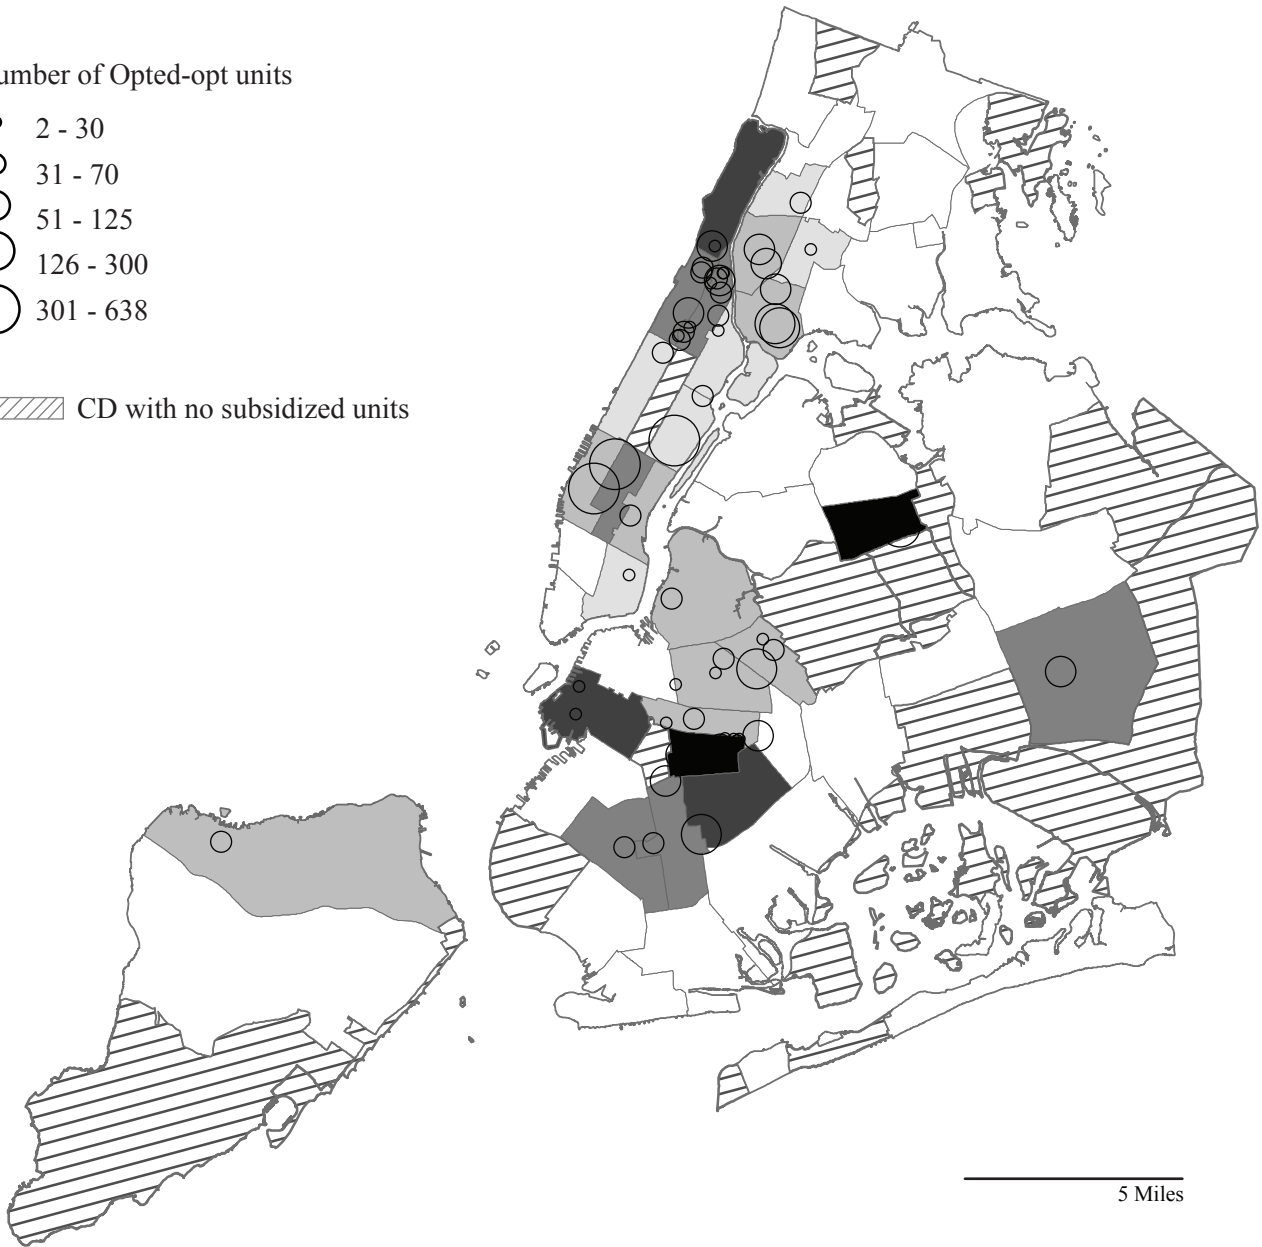 umber of Opted-opt units
2 - 30
31 - 70
51 - 125
126 - 300
301 - 638
CD with no subsidized units
5 Miles